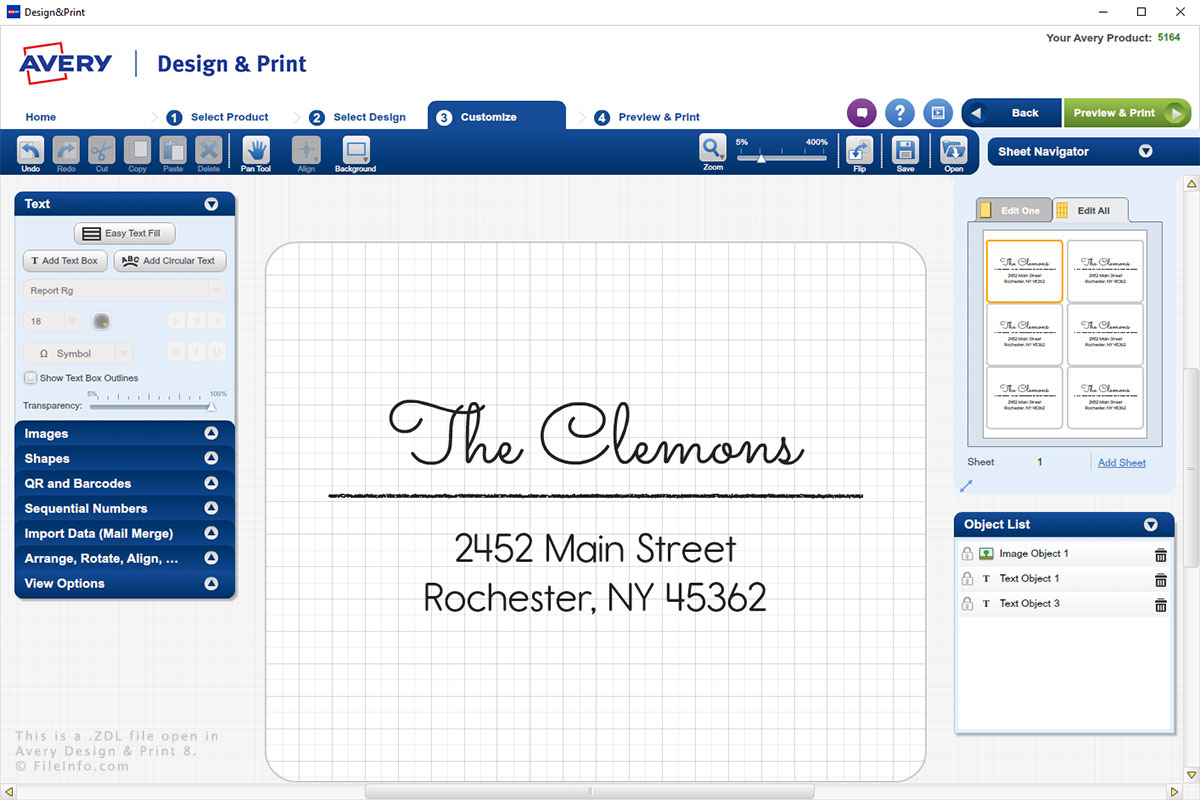 Design&Print
Your Avery Product: 5164
AVERY
Design & Print
Home
1 Select Product
2 Select Design
3 Customize
4 Preview & Print
?
Back
Preview & Print
Undo
Redo
Cut
Copy
Paste
Delete
Pan Tool
Align
Background
Zoom
5% 400%
Flip
Save
Open
Sheet Navigator
Text
Easy Text Fill
T Add Text Box
ABC Add Circular Text
Report Rg
18
Ω Symbol
B I U
Show Text Box Outlines
5% 100%
Transparency:
Images
Shapes
QR and Barcodes
Sequential Numbers
Import Data (Mail Merge)
Arrange, Rotate, Align, ...
View Options
The Clemons
2452 Main Street
Rochester, NY 45362
Edit One
Edit All
The Clemons
2452 Main Street
Rochester, NY 45362
The Clemons
2452 Main Street
Rochester, NY 45362
The Clemons
2452 Main Street
Rochester, NY 45362
The Clemons
2452 Main Street
Rochester, NY 45362
The Clemons
2452 Main Street
Rochester, NY 45362
The Clemons
2452 Main Street
Rochester, NY 45362
Sheet 1 Add Sheet
Object List
Image Object 1
T Text Object 1
T Text Object 3
This is a .ZDL file open in
Avery Design & Print 8.
© FileInfo.com